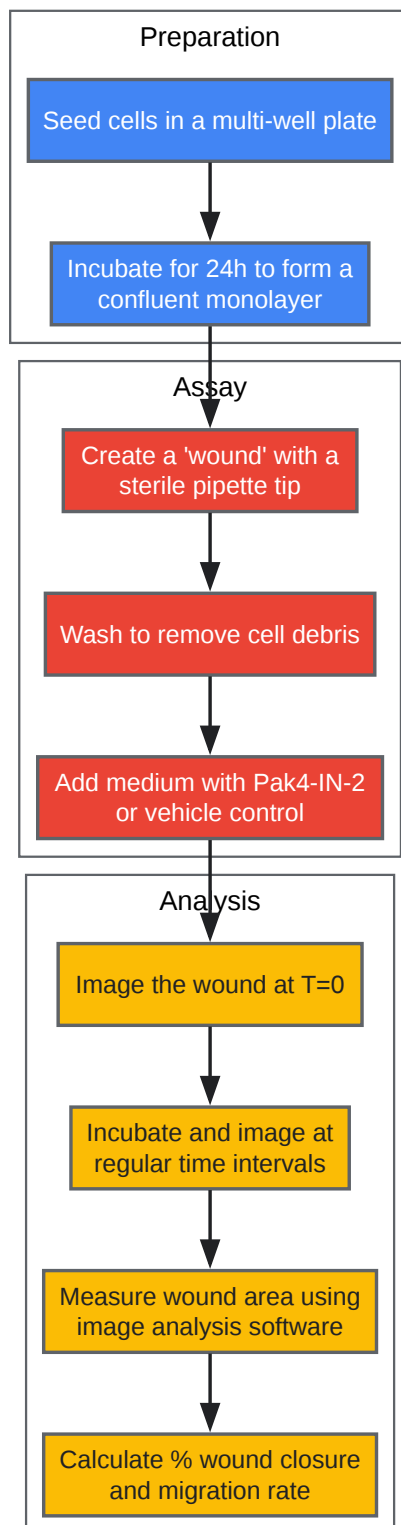 Preparation
Seed cells in a multi-well plate
Incubate for 24h to form a
confluent monolayer
Assay
Create a 'wound' with a
sterile pipette tip
Wash to remove cell debris
Add medium with Pak4-IN-2
or vehicle control
Analysis
Image the wound at T=0
Incubate and image at
regular time intervals
Measure wound area using
image analysis software
Calculate % wound closure
and migration rate